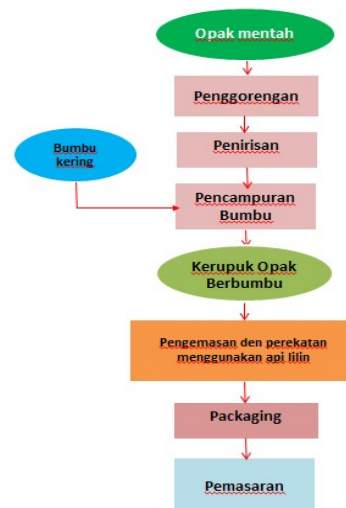 Opak mentah
Penggorengan
Penirisan
Bumbu
kering
Pencampuran
Bumbu
Kerupuk Opak
Berbumbu
Pengemasan den perekatan
menggunakan api lilin
Packaging
Pemasaran